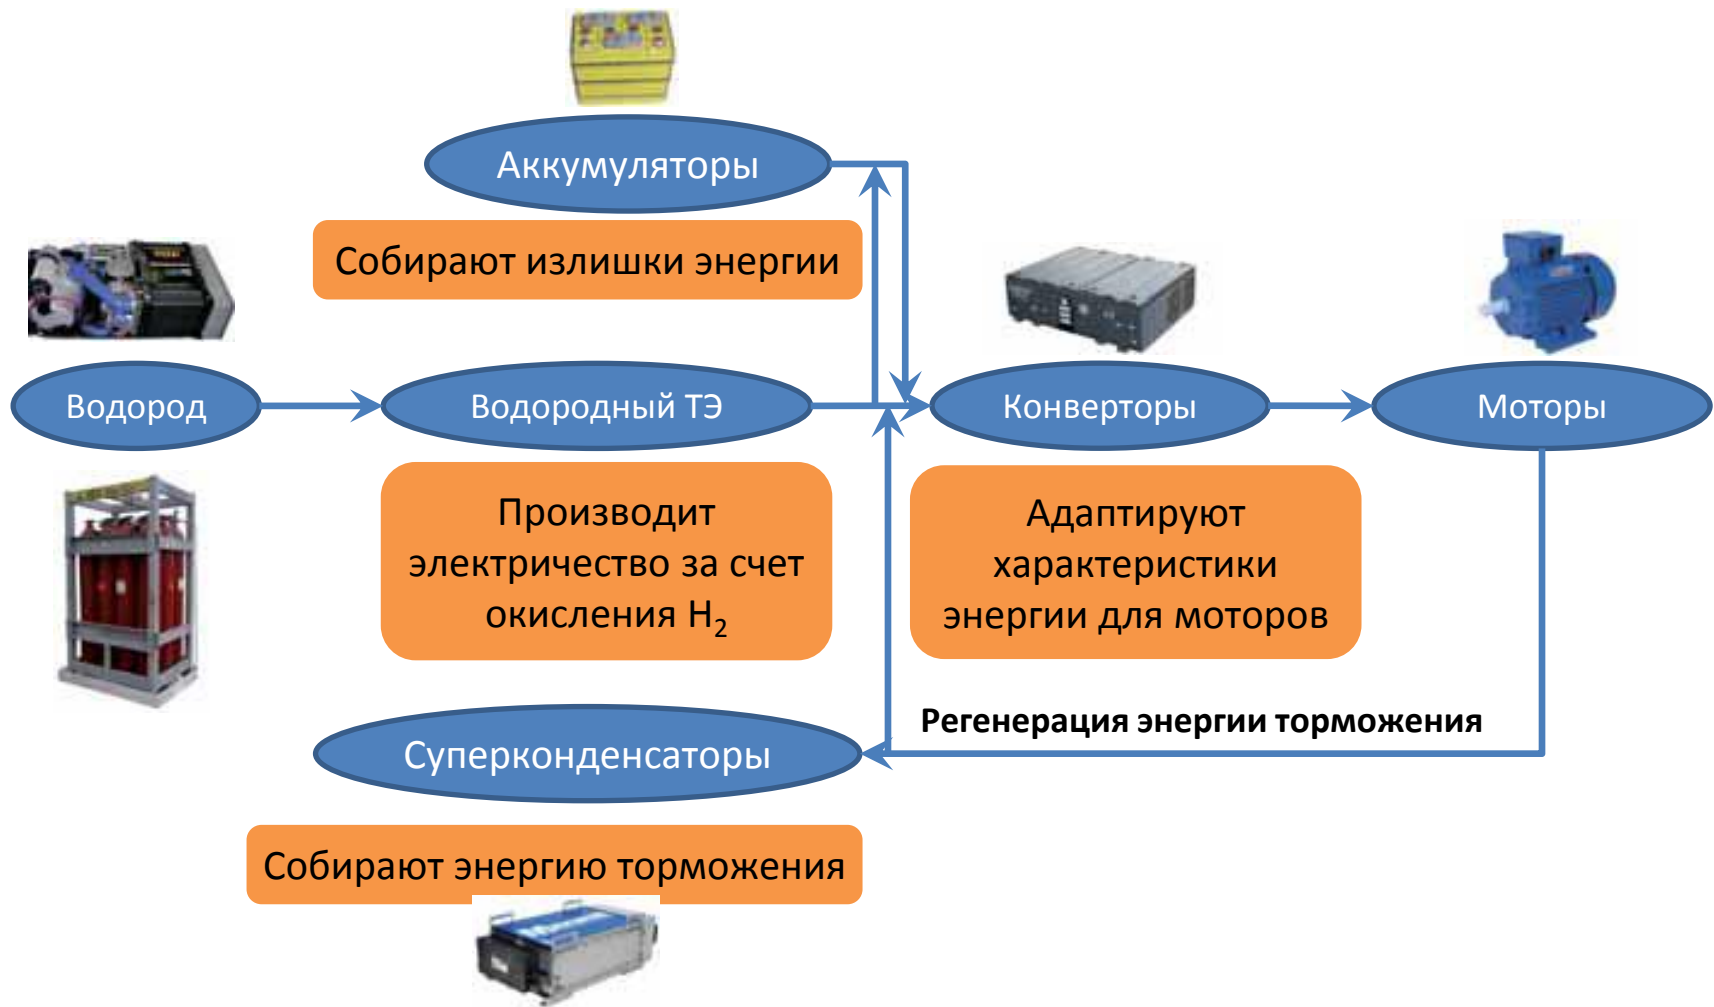 Аккумуляторы
Собирают излишки энергии
Водород
Водородный ТЭ
Конверторы
Моторы
Производит
электричество за счет
окисления H₂
Адаптируют
характеристики
энергии для моторов
Регенерация энергии торможения
Суперконденсаторы
Собирают энергию торможения